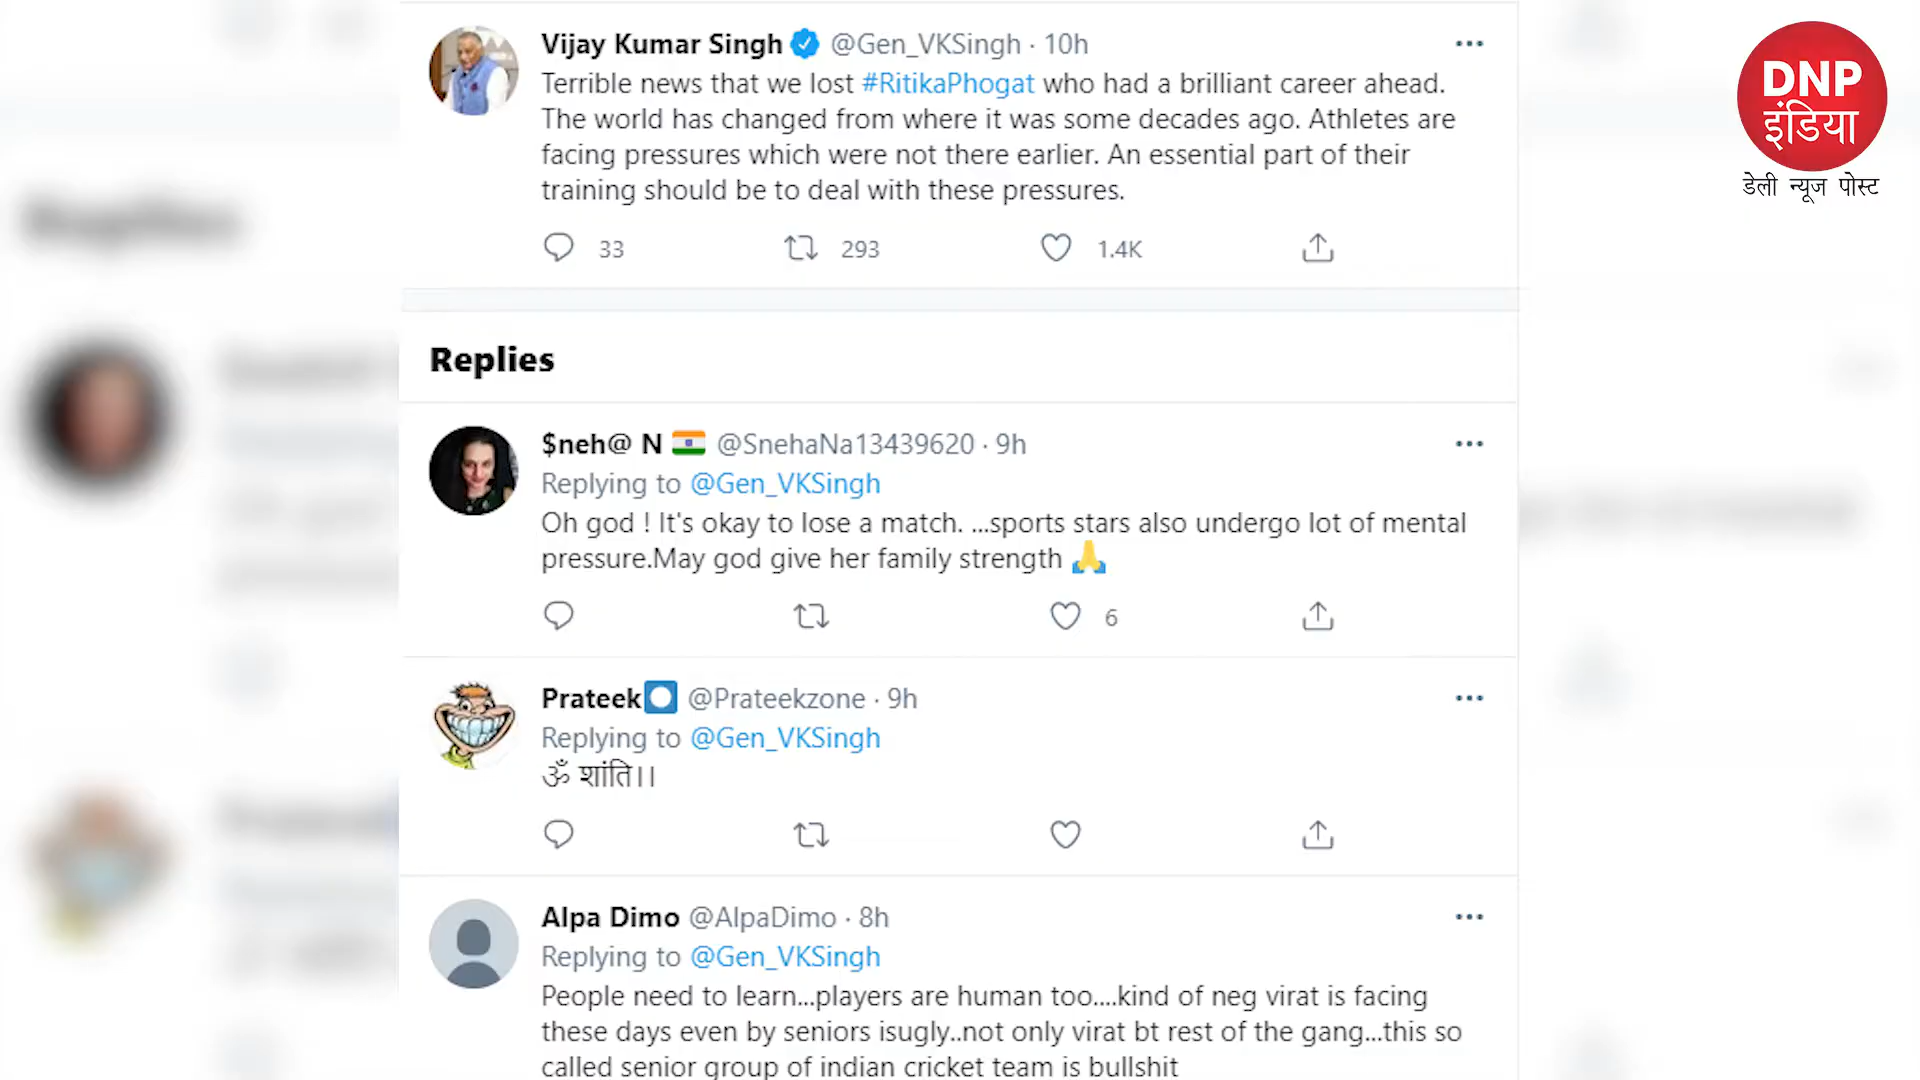 Vijay Kumar Singh @Gen_VKSingh · 10h
Terrible news that we lost #RitikaPhogat who had a brilliant career ahead.
The world has changed from where it was some decades ago. Athletes are
facing pressures which were not there earlier. An essential part of their
training should be to deal with these pressures.
33 293 1.4K
Replies
$neh@ N @SnehaNa13439620 · 9h
Replying to @Gen_VKSingh
Oh god ! It's okay to lose a match. ...sports stars also undergo lot of mental
pressure.May god give her family strength 🙏
6
Prateek @Prateekzone · 9h
Replying to @Gen_VKSingh
ॐ शांति।।
Alpa Dimo @AlpaDimo · 8h
Replying to @Gen_VKSingh
People need to learn...players are human too....kind of neg virat is facing
these days even by seniors isugly..not only virat bt rest of the gang...this so
called senior group of indian cricket team is bullshit
DNP
इंडिया
डेली न्यूज पोस्ट